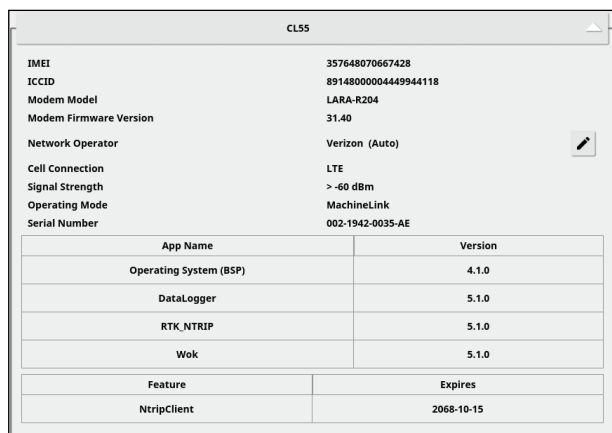 CL55
IMEI 357648070667428
ICCID 89148000004449944118
Modem Model LARA-R204
Modem Firmware Version 31.40
Network Operator Verizon (Auto)
Cell Connection LTE
Signal Strength > -60 dBm
Operating Mode MachineLink
Serial Number 002-1942-0035-AE
App Name Version
Operating System (BSP) 4.1.0
DataLogger 5.1.0
RTK_NTRIP 5.1.0
Wok 5.1.0
Feature Expires
NtripClient 2068-10-15